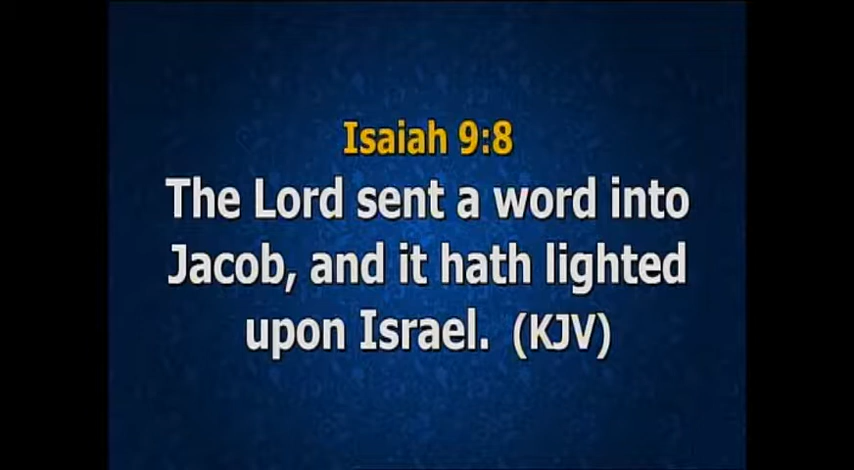 Isaiah 9:8
The Lord sent a word into
Jacob, and it hath lighted
upon Israel. (KJV)